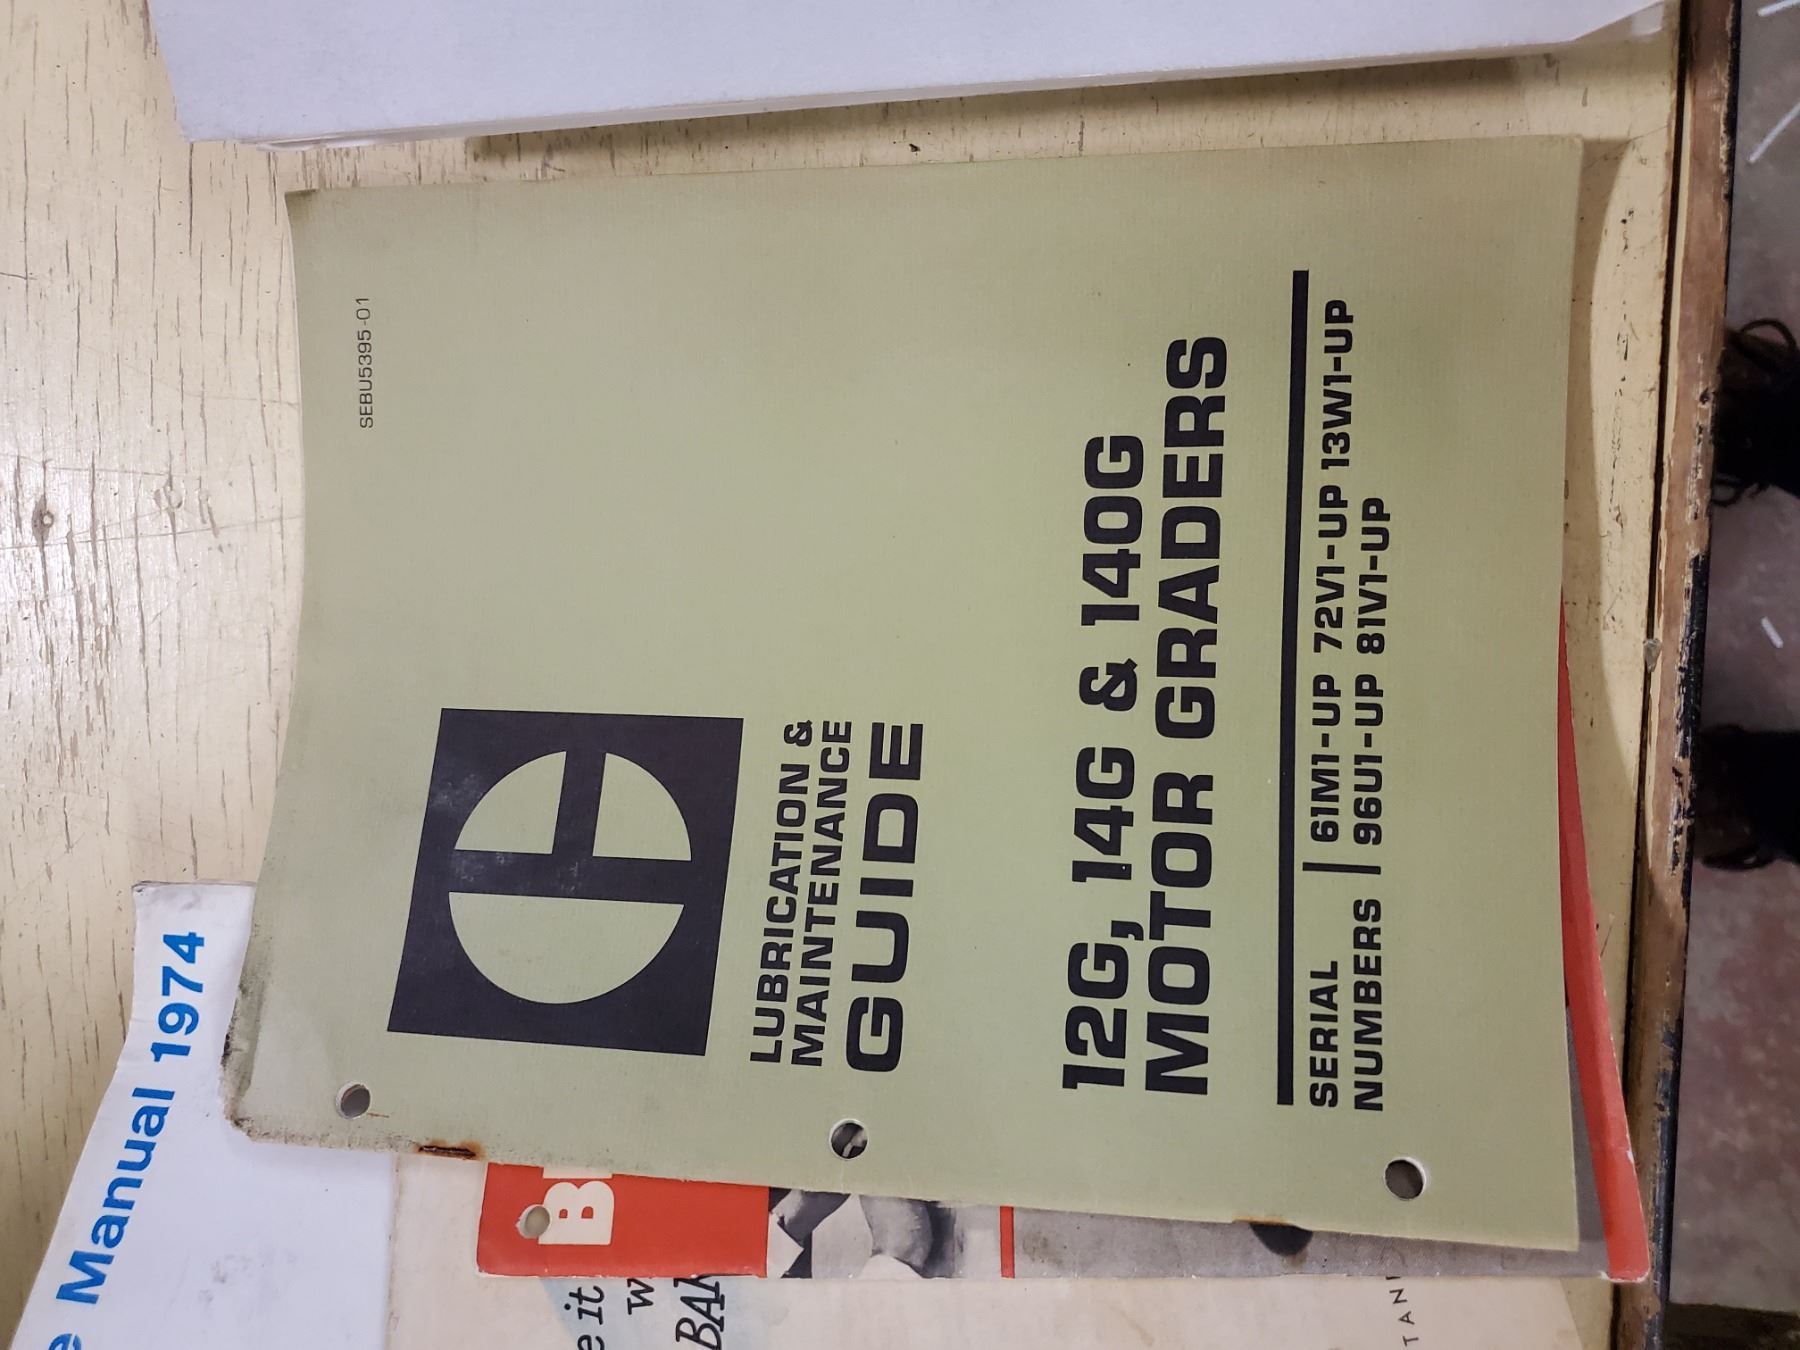 SEBU5395-01
LUBRICATION &
MAINTENANCE
GUIDE
12G, 14G & 140G
MOTOR GRADERS
SERIAL
NUMBERS
61M1-UP 72V1-UP 13W1-UP
96U1-UP 81V1-UP
Manual 1974
e it